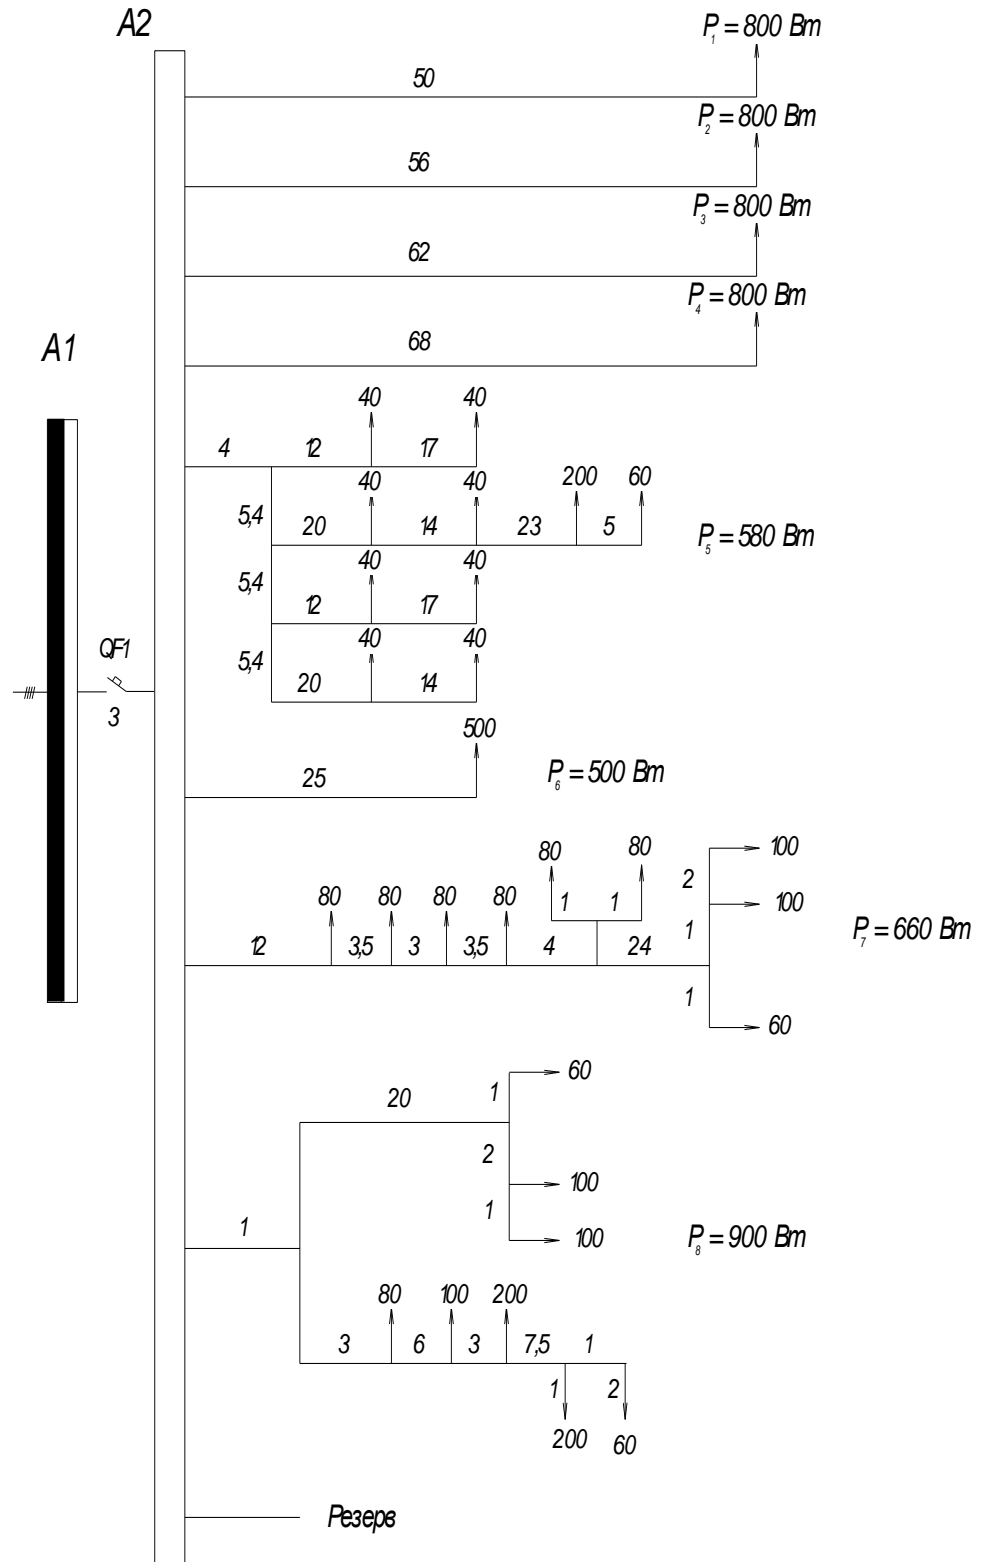 A2
P₁ = 800 Вт
50
P₂ = 800 Вт
56
P₃ = 800 Вт
62
P₄ = 800 Вт
68
A1
40 40
4 12 17
40 40 200 60
5,4 20 14 23 5
P₅ = 580 Вт
40 40
5,4 12 17
40 40
5,4 20 14
QF1
3
500
25
P₆ = 500 Вт
80 80 100
80 80 80 80 1 1 2
100
12 3,5 3 3,5 4 24 1
P₇ = 660 Вт
1 60
60
20 1
2
100
1 1
100
P₈ = 900 Вт
80 100 200
3 6 3 7,5 1
1 2
200 60
Резерв